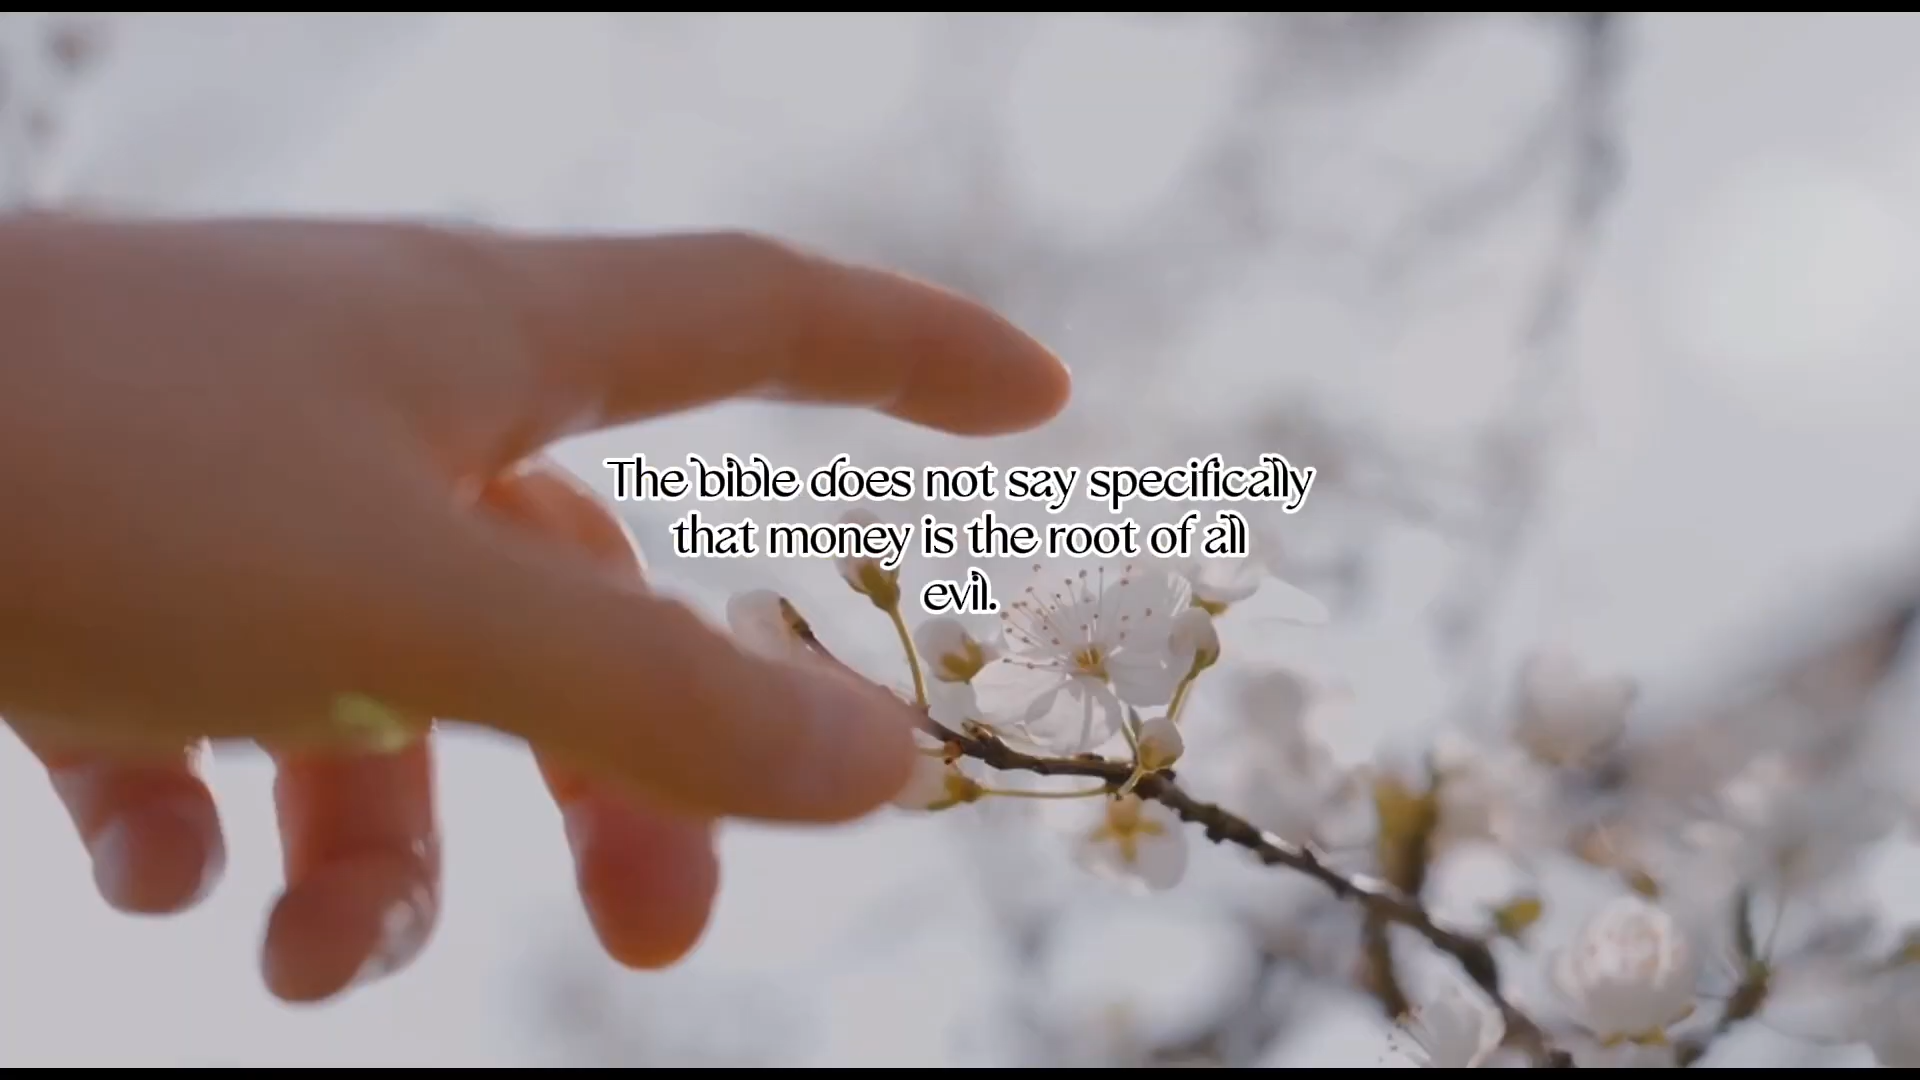 The bible does not say specifically
that money is the root of all
evil.